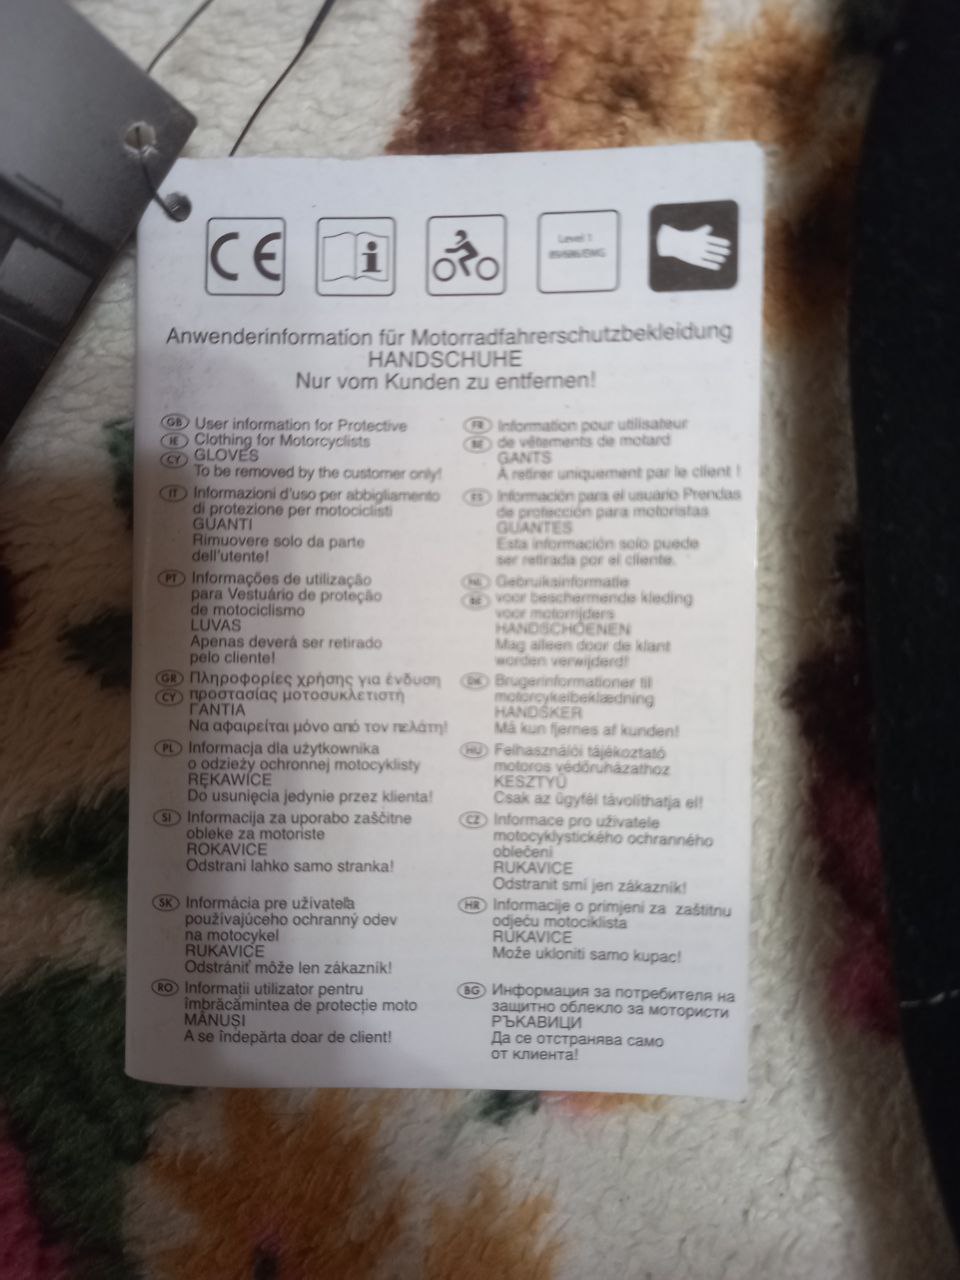 CE
i
Level 1
89/686/EWG
Anwenderinformation für Motorradfahrerschutzbekleidung
HANDSCHUHE
Nur vom Kunden zu entfernen!
GB User information for Protective
IE Clothing for Motorcyclists
CY GLOVES
To be removed by the customer only!
IT Informazioni d'uso per abbigliamento
di protezione per motociclisti
GUANTI
Rimuovere solo da parte
dell'utente!
PT Informações de utilização
para Vestuário de proteção
de motociclismo
LUVAS
Apenas deverá ser retirado
pelo cliente!
GR Πληροφορίες χρήσης για ένδυση
CY προστασίας μοτοσυκλετιστή
ΓΑΝΤΙΑ
Να αφαιρείται μόνο από τον πελάτη!
PL Informacja dla użytkownika
o odzieży ochronnej motocyklisty
RĘKAWICE
Do usunięcia jedynie przez klienta!
SI Informacija za uporabo zaščitne
obleke za motoriste
ROKAVICE
Odstrani lahko samo stranka!
SK Informácia pre užívateľa
používajúceho ochranný odev
na motocykel
RUKAVICE
Odstrániť môže len zákazník!
RO Informații utilizator pentru
îmbrăcămintea de protecție moto
MĂNUȘI
A se îndepărta doar de client!
FR Information pour utilisateur
BE de vêtements de motard
GANTS
À retirer uniquement par le client !
ES Información para el usuario Prendas
de protección para motoristas
GUANTES
Esta información solo puede
ser retirada por el cliente.
NL Gebruiksinformatie
BE voor beschermende kleding
voor motorrijders
HANDSCHOENEN
Mag alleen door de klant
worden verwijderd!
DK Brugerinformationer til
motorcykelbeklædning
HANDSKER
Må kun fjernes af kunden!
HU Felhasználói tájékoztató
motoros védőruházathoz
KESZTYŰ
Csak az ügyfél távolíthatja el!
CZ Informace pro uživatele
motocyklystického ochranného
oblečení
RUKAVICE
Odstranit smí jen zákazník!
HR Informacije o primjeni za zaštitnu
odjeću motociklista
RUKAVICE
Može ukloniti samo kupac!
BG Информация за потребителя на
защитно облекло за мотористи
РЪКАВИЦИ
Да се отстранява само
от клиента!